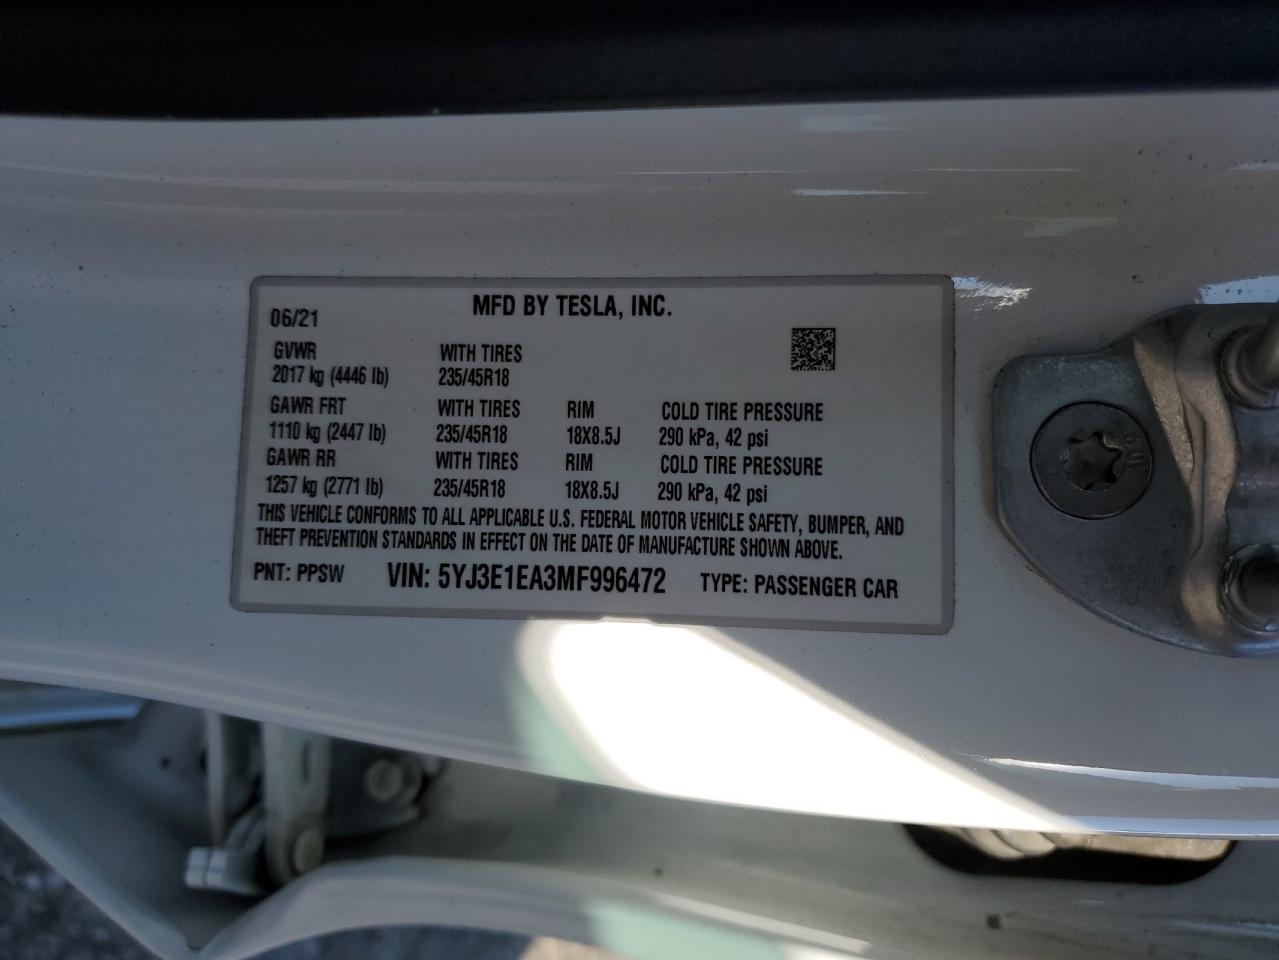 MFD BY TESLA, INC.
06/21
GVWR WITH TIRES
2017 kg (4446 lb) 235/45R18
GAWR FRT WITH TIRES RIM COLD TIRE PRESSURE
1110 kg (2447 lb) 235/45R18 18X8.5J 290 kPa, 42 psi
GAWR RR WITH TIRES RIM COLD TIRE PRESSURE
1257 kg (2771 lb) 235/45R18 18X8.5J 290 kPa, 42 psi
THIS VEHICLE CONFORMS TO ALL APPLICABLE U.S. FEDERAL MOTOR VEHICLE SAFETY, BUMPER, AND
THEFT PREVENTION STANDARDS IN EFFECT ON THE DATE OF MANUFACTURE SHOWN ABOVE.
PNT: PPSW VIN: 5YJ3E1EA3MF996472 TYPE: PASSENGER CAR